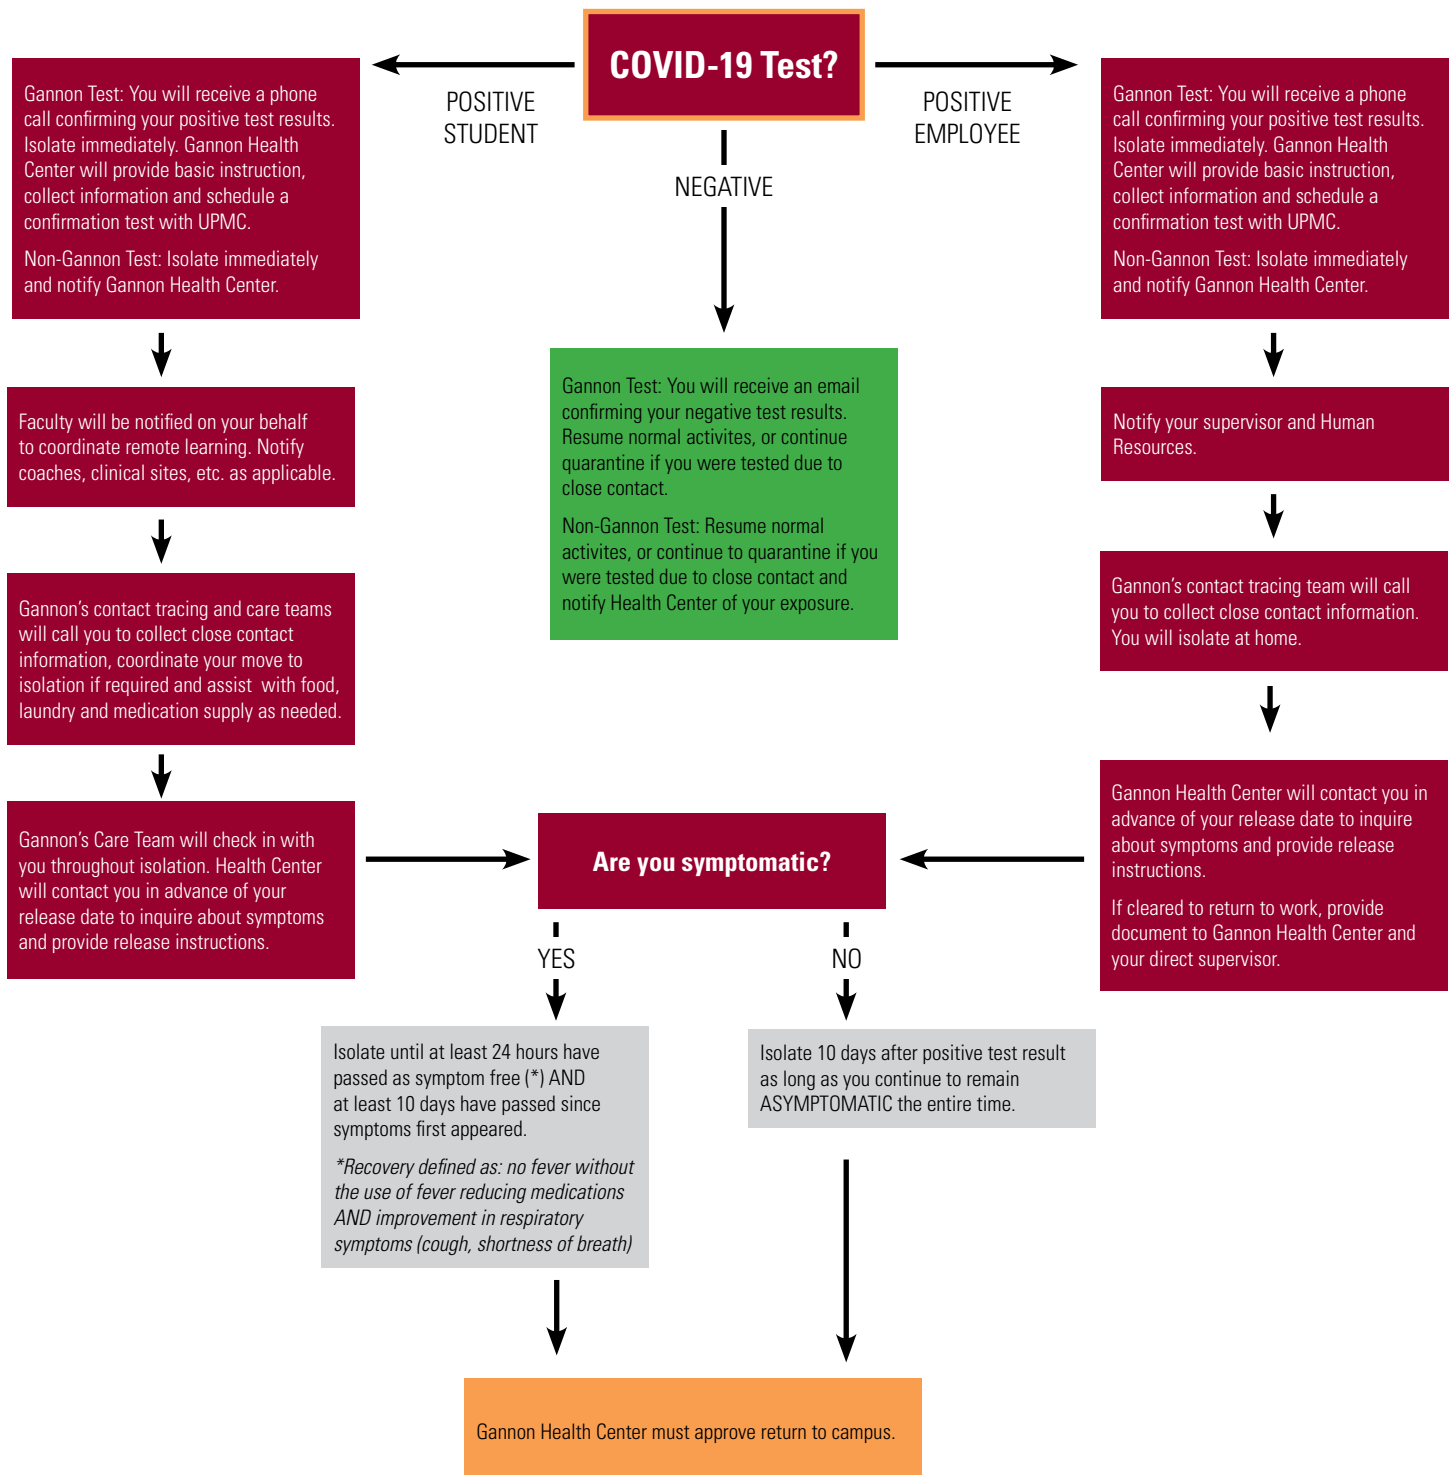 COVID-19 Test?
POSITIVE
STUDENT
POSITIVE
EMPLOYEE
NEGATIVE
Gannon Test: You will receive a phone
call confirming your positive test results.
Isolate immediately. Gannon Health
Center will provide basic instruction,
collect information and schedule a
confirmation test with UPMC.
Non-Gannon Test: Isolate immediately
and notify Gannon Health Center.
Faculty will be notified on your behalf
to coordinate remote learning. Notify
coaches, clinical sites, etc. as applicable.
Gannon's contact tracing and care teams
will call you to collect close contact
information, coordinate your move to
isolation if required and assist  with food,
laundry and medication supply as needed.
Gannon's Care Team will check in with
you throughout isolation. Health Center
will contact you in advance of your
release date to inquire about symptoms
and provide release instructions.
Gannon Test: You will receive an email
confirming your negative test results.
Resume normal activites, or continue
quarantine if you were tested due to
close contact.
Non-Gannon Test: Resume normal
activites, or continue to quarantine if you
were tested due to close contact and
notify Health Center of your exposure.
Gannon Test: You will receive a phone
call confirming your positive test results.
Isolate immediately. Gannon Health
Center will provide basic instruction,
collect information and schedule a
confirmation test with UPMC.
Non-Gannon Test: Isolate immediately
and notify Gannon Health Center.
Notify your supervisor and Human
Resources.
Gannon's contact tracing team will call
you to collect close contact information.
You will isolate at home.
Gannon Health Center will contact you in
advance of your release date to inquire
about symptoms and provide release
instructions.
If cleared to return to work, provide
document to Gannon Health Center and
your direct supervisor.
Are you symptomatic?
YES
NO
Isolate until at least 24 hours have
passed as symptom free (*) AND
at least 10 days have passed since
symptoms first appeared.
*Recovery defined as: no fever without
the use of fever reducing medications
AND improvement in respiratory
symptoms (cough, shortness of breath)
Isolate 10 days after positive test result
as long as you continue to remain
ASYMPTOMATIC the entire time.
Gannon Health Center must approve return to campus.